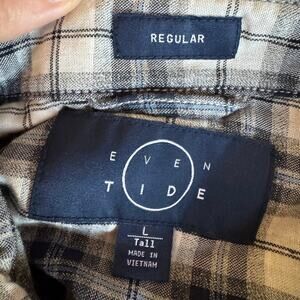 REGULAR
EVEN
TIDE
L
Tall
MADE IN
VIETNAM